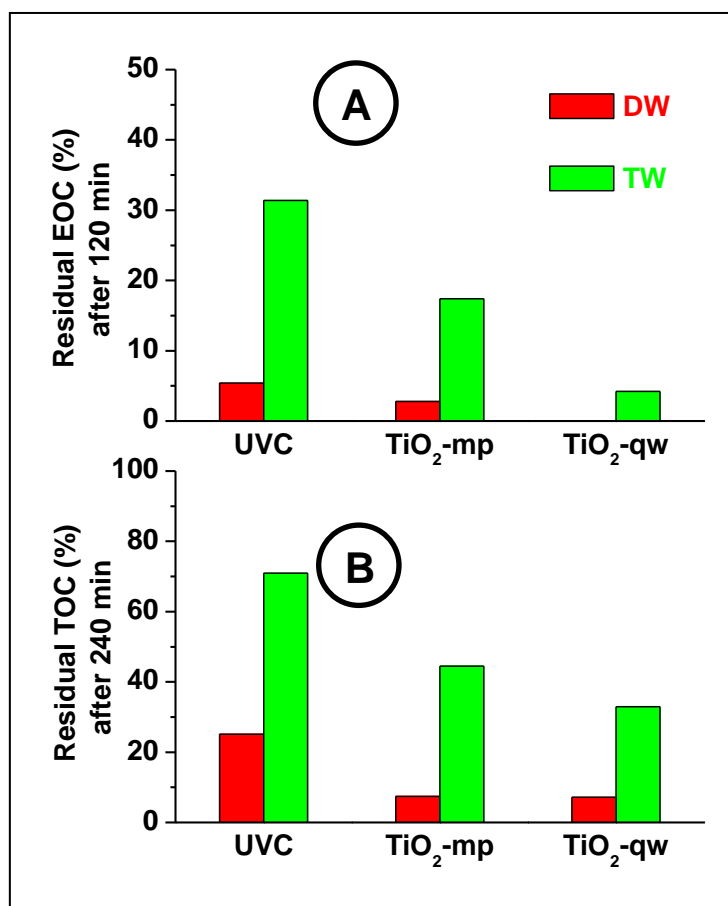 50
40
30
20
10
0
Residual EOC (%)
after 120 min
A
DW
TW
UVC TiO₂-mp TiO₂-qw
100
80
60
40
20
0
Residual TOC (%)
after 240 min
B
UVC TiO₂-mp TiO₂-qw